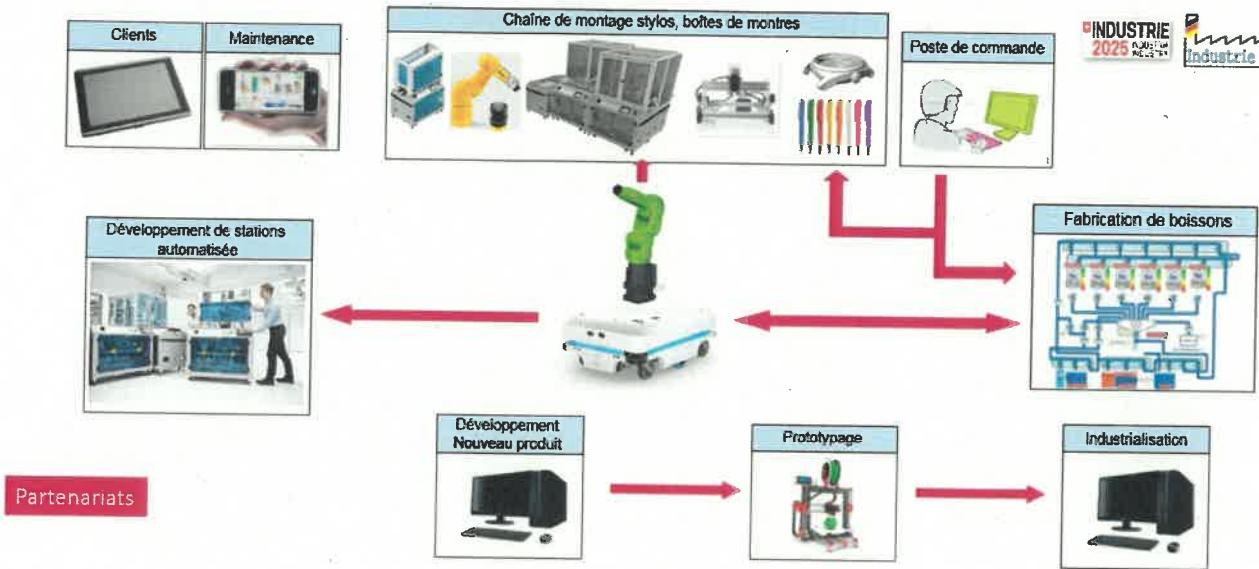 Clients
Maintenance
Chaîne de montage stylos, boîtes de montres
Poste de commande
INDUSTRIE
2025
Industrie
Développement de stations
automatisée
Fabrication de boissons
Développement
Nouveau produit
Prototypage
Industrialisation
Partenariats